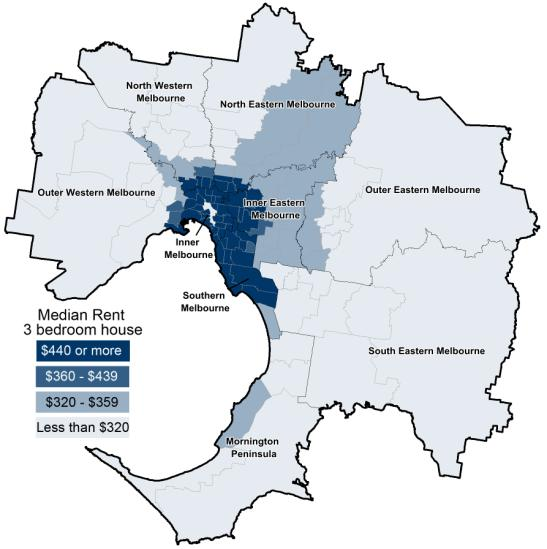 North Western
Melbourne
North Eastern Melbourne
Outer Western Melbourne
Inner Eastern
Melbourne
Outer Eastern Melbourne
Inner
Melbourne
Southern
Melbourne
South Eastern Melbourne
Mornington
Peninsula
Median Rent
3 bedroom house
$440 or more
$360 - $439
$320 - $359
Less than $320